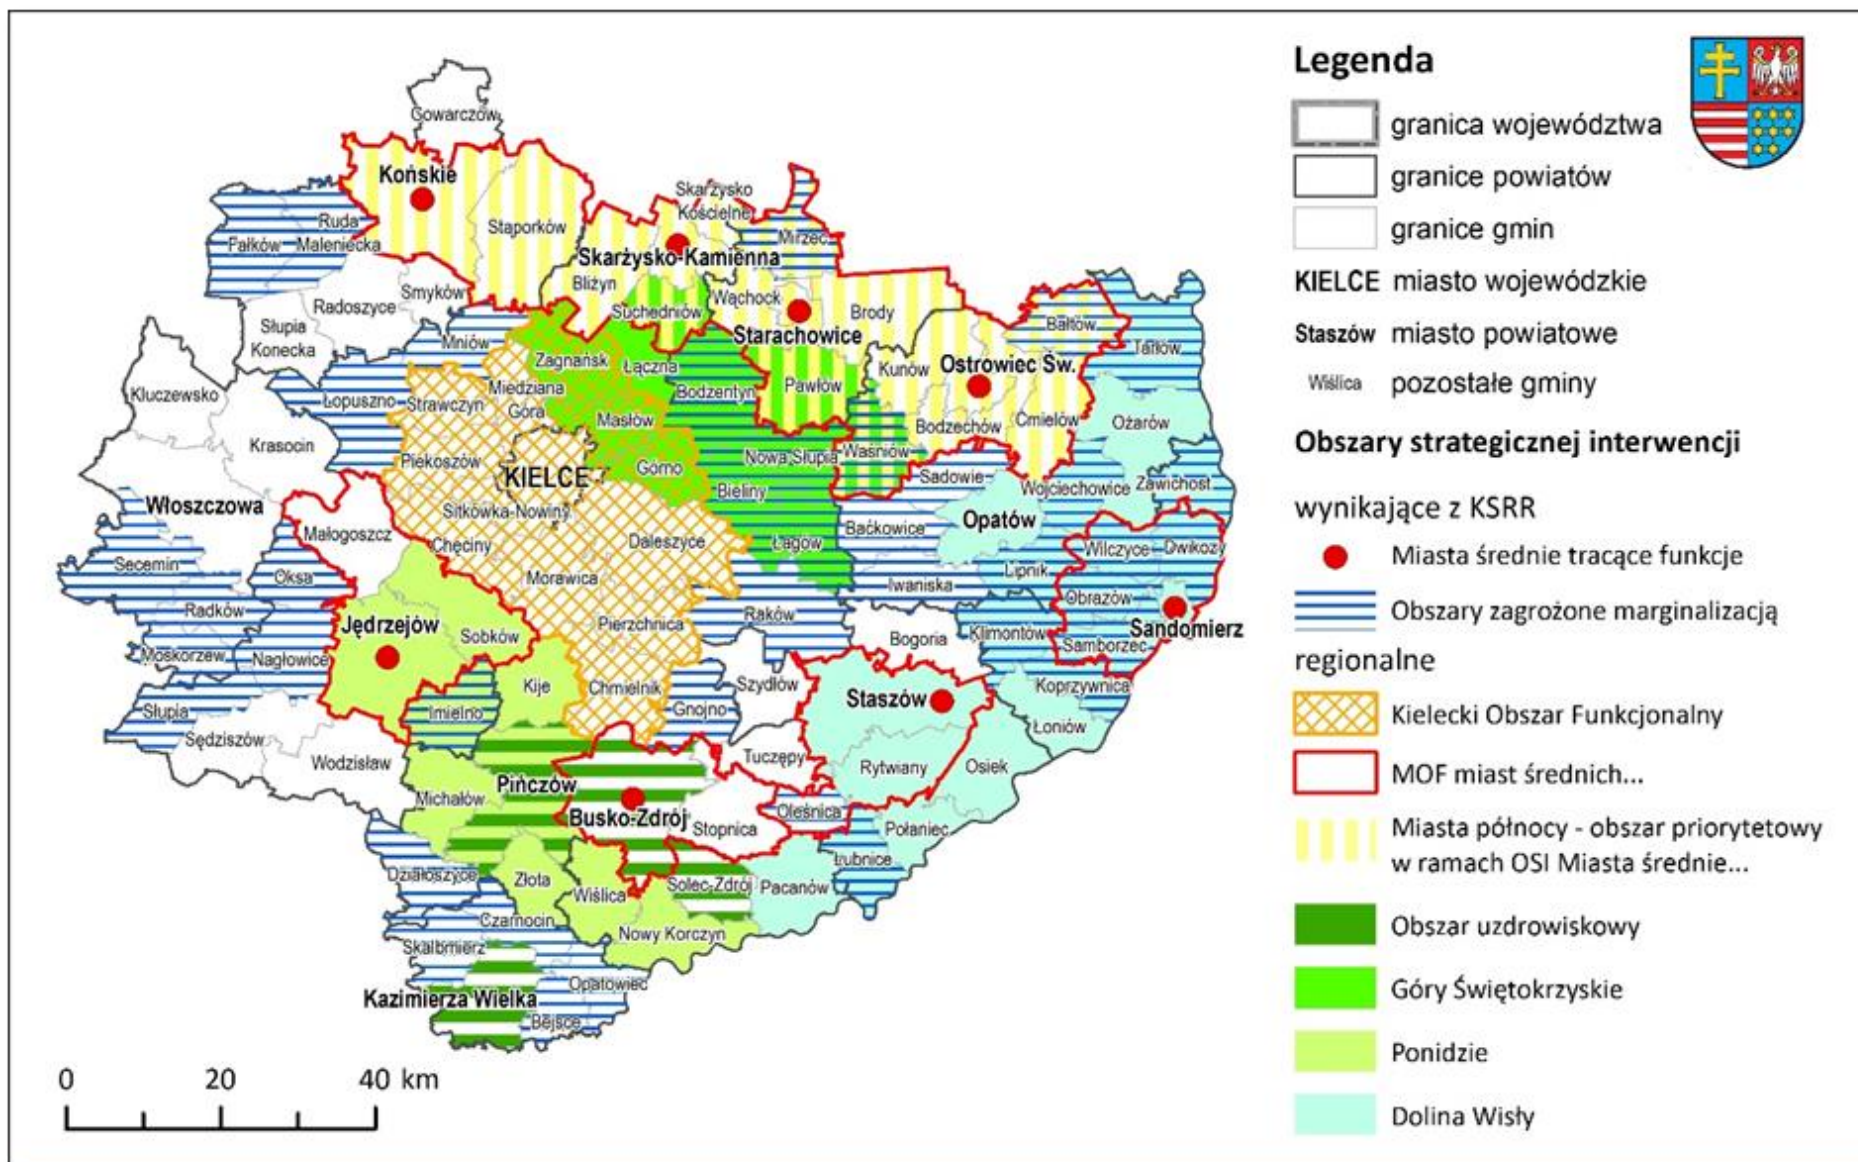 Gowarczów
Końskie
Stąporków
Skarżysko
Kościelne
Ruda
Maleniecka
Fałków
Mirzec
Skarżysko-Kamienna
Bliżyn
Smyków
Radoszyce
Wąchock
Brody
Suchedniów
Starachowice
Bałtów
Słupia
Konecka
Mniów
Tarłów
Zagnańsk
Łączna
Kunów
Ostrowiec Św.
Kluczewsko
Łopuszno
Strawczyn
Miedziana
Góra
Bodzentyn
Pawłów
Masłów
Bodzechów
Ćmielów
Ożarów
Krasocin
Piekoszów
KIELCE
Górno
Nowa Słupia
Waśniów
Sadowie
Bieliny
Wojciechowice
Zawichost
Włoszczowa
Małogoszcz
Sitkówka-Nowiny
Chęciny
Daleszyce
Łagów
Baćkowice
Opatów
Wilczyce
Dwikozy
Secemin
Oksa
Morawica
Iwaniska
Lipnik
Radków
Pierzchnica
Raków
Obrazów
Jędrzejów
Sobków
Bogoria
Klimontów
Sandomierz
Samborzec
Moskorzew
Nagłowice
Kije
Chmielnik
Szydłów
Staszów
Koprzywnica
Słupia
Imielno
Gnojno
Łoniów
Sędziszów
Wodzisław
Tuczępy
Rytwiany
Osiek
Michałów
Pińczów
Busko-Zdrój
Stopnica
Oleśnica
Połaniec
Działoszyce
Złota
Wiślica
Solec-Zdrój
Pacanów
Łubnice
Czarnocin
Nowy Korczyn
Skalbmierz
Kazimierza Wielka
Opatowiec
Bejsce
0 20 40 km
Legenda
granica województwa
granice powiatów
granice gmin
KIELCE miasto wojewódzkie
Staszów miasto powiatowe
Wiślica pozostałe gminy
Obszary strategicznej interwencji
wynikające z KSRR
Miasta średnie tracące funkcje
Obszary zagrożone marginalizacją
regionalne
Kielecki Obszar Funkcjonalny
MOF miast średnich...
Miasta północy - obszar priorytetowy
w ramach OSI Miasta średnie...
Obszar uzdrowiskowy
Góry Świętokrzyskie
Ponidzie
Dolina Wisły